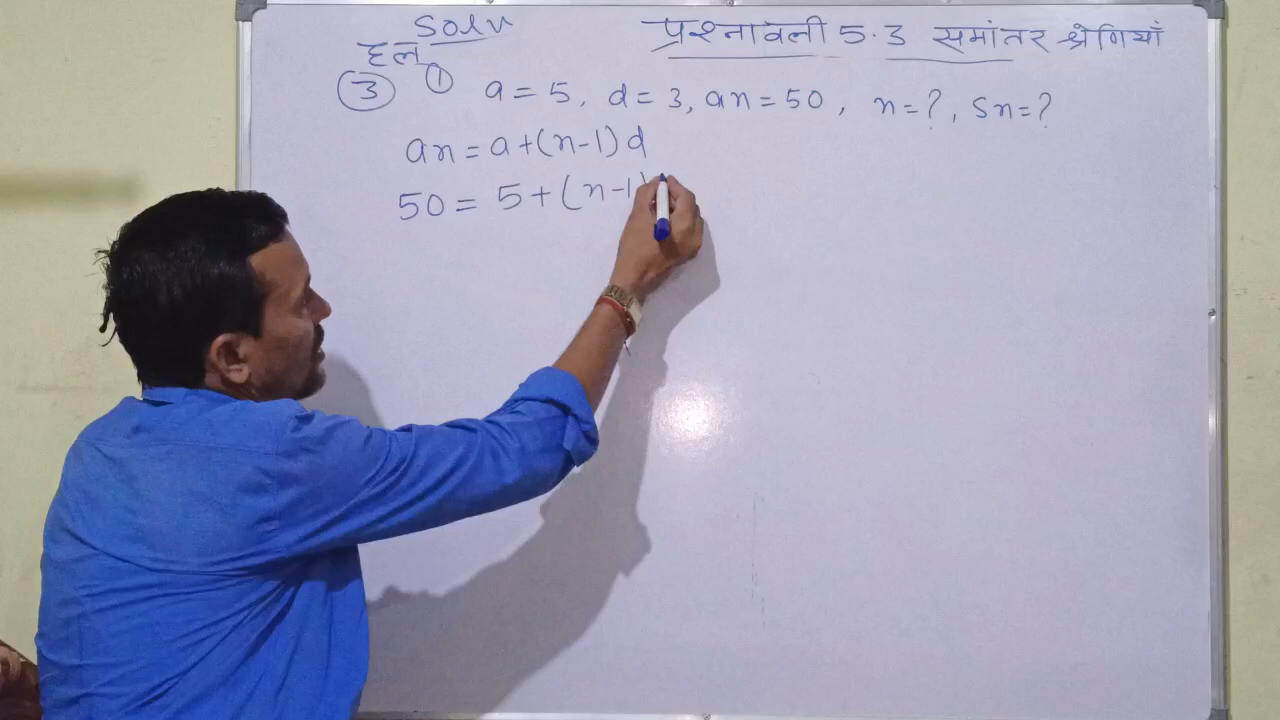 Soln प्रश्नावली 5.3 समांतर श्रेणियाँ
हल
③ ① a = 5, d = 3, an = 50, n = ?, Sn = ?
an = a + (n-1) d
50 = 5 + (n-1)